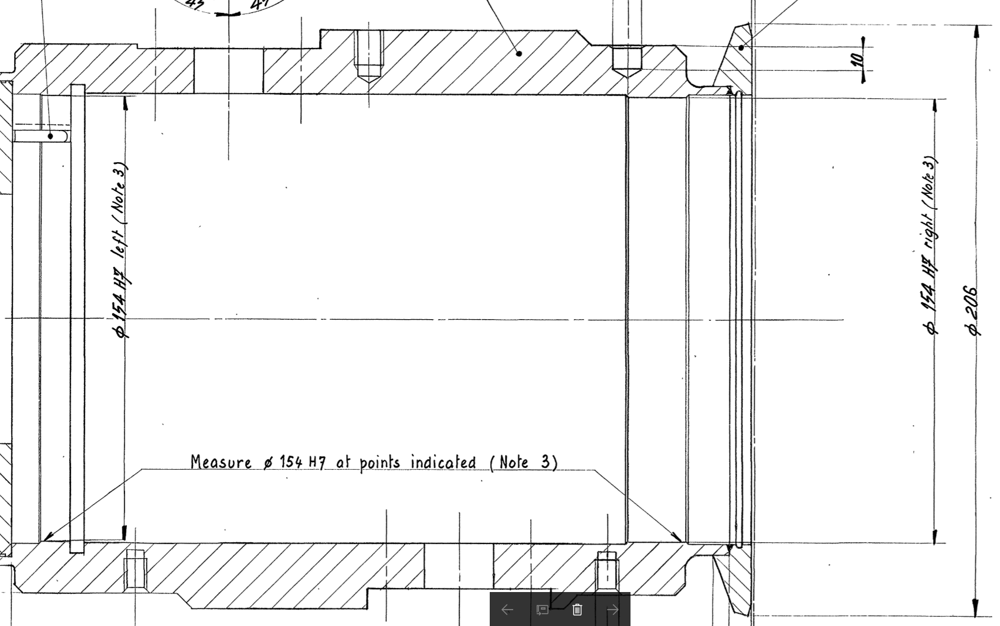 10
φ 154 H7 left (Note 3)
φ 154 H7 right (Note 3)
φ 206
Measure φ 154 H7 at points indicated (Note 3)